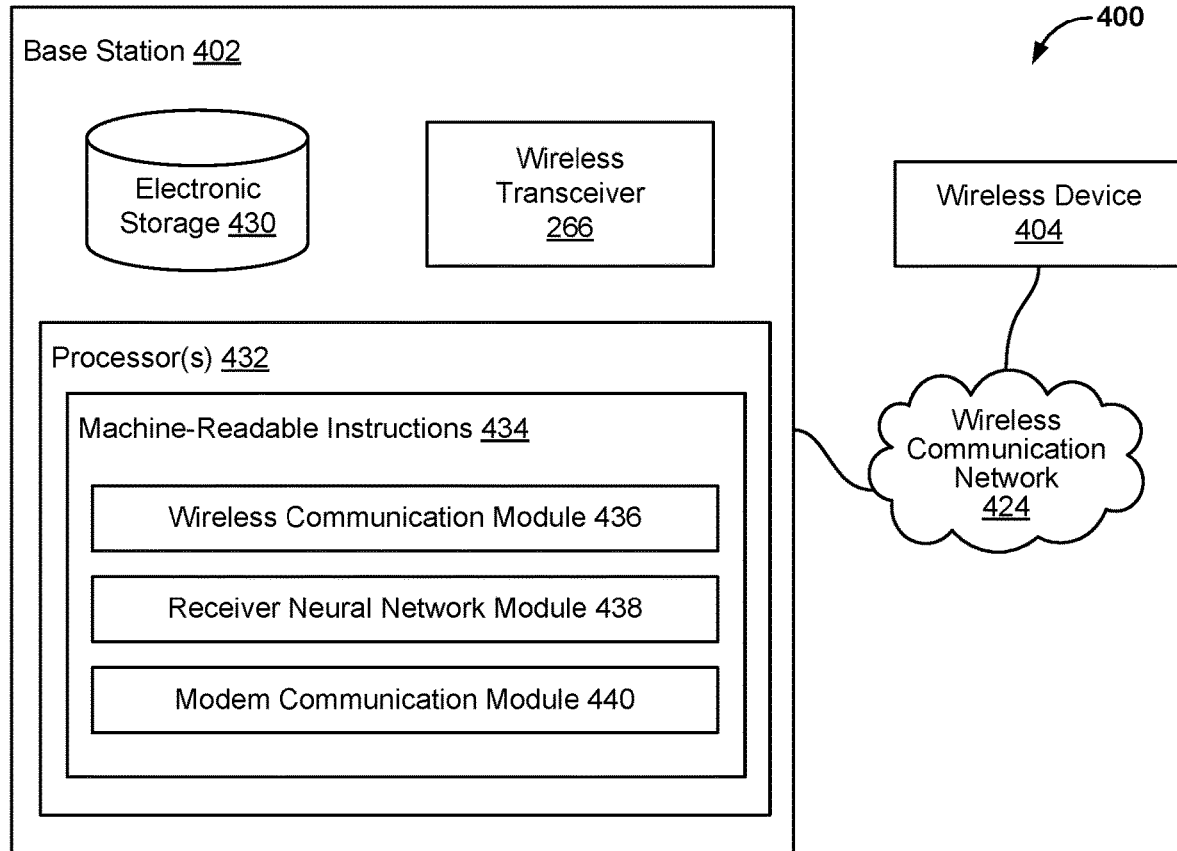 400
Base Station 402
Electronic
Storage 430
Wireless
Transceiver
266
Wireless Device
404
Processor(s) 432
Machine-Readable Instructions 434
Wireless Communication Module 436
Receiver Neural Network Module 438
Modem Communication Module 440
Wireless
Communication
Network
424